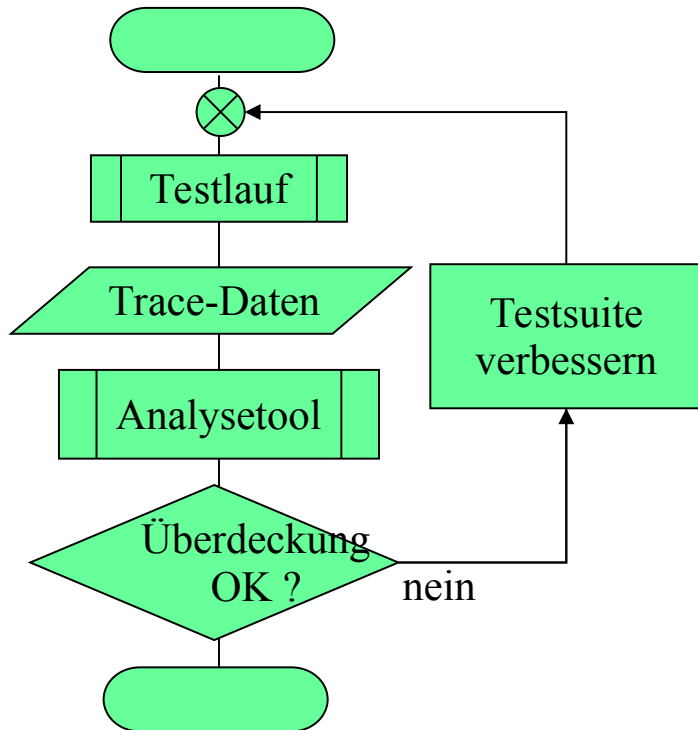 Testlauf
Trace-Daten
Testsuite
verbessern
Analysetool
Überdeckung
OK ?
nein